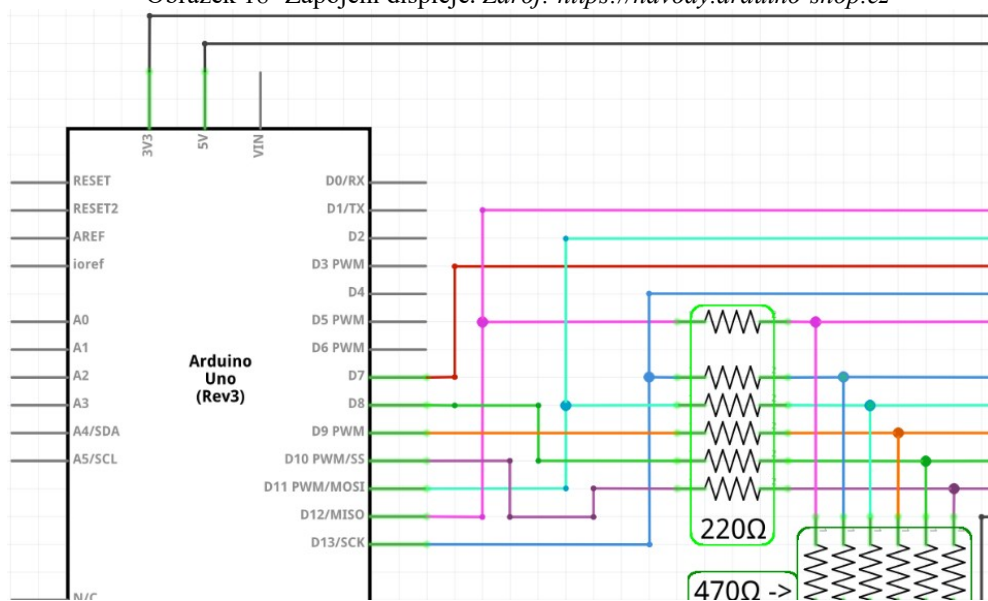 Obrázek 18 Zapojení displeje. Zdroj: https://navody.arduino-shop.cz
3V3
5V
VIN
RESET
RESET2
AREF
ioref
A0
A1
A2
A3
A4/SDA
A5/SCL
N/C
Arduino
Uno
(Rev3)
D0/RX
D1/TX
D2
D3 PWM
D4
D5 PWM
D6 PWM
D7
D8
D9 PWM
D10 PWM/SS
D11 PWM/MOSI
D12/MISO
D13/SCK
220Ω
470Ω ->